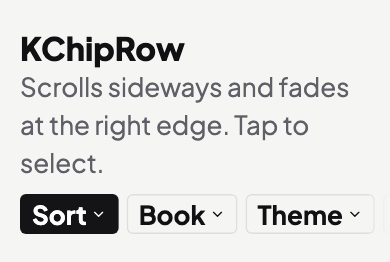 KChipRow
Scrolls sideways and fades
at the right edge. Tap to
select.
Sort Book Theme